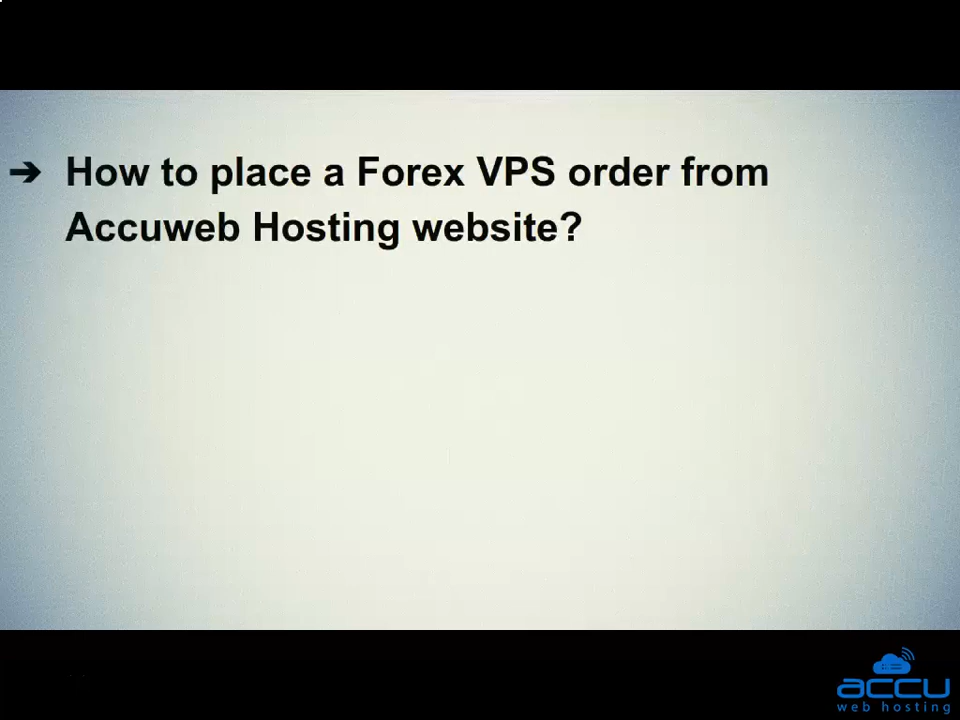 ➔ How to place a Forex VPS order from
Accuweb Hosting website?
accu
web hosting